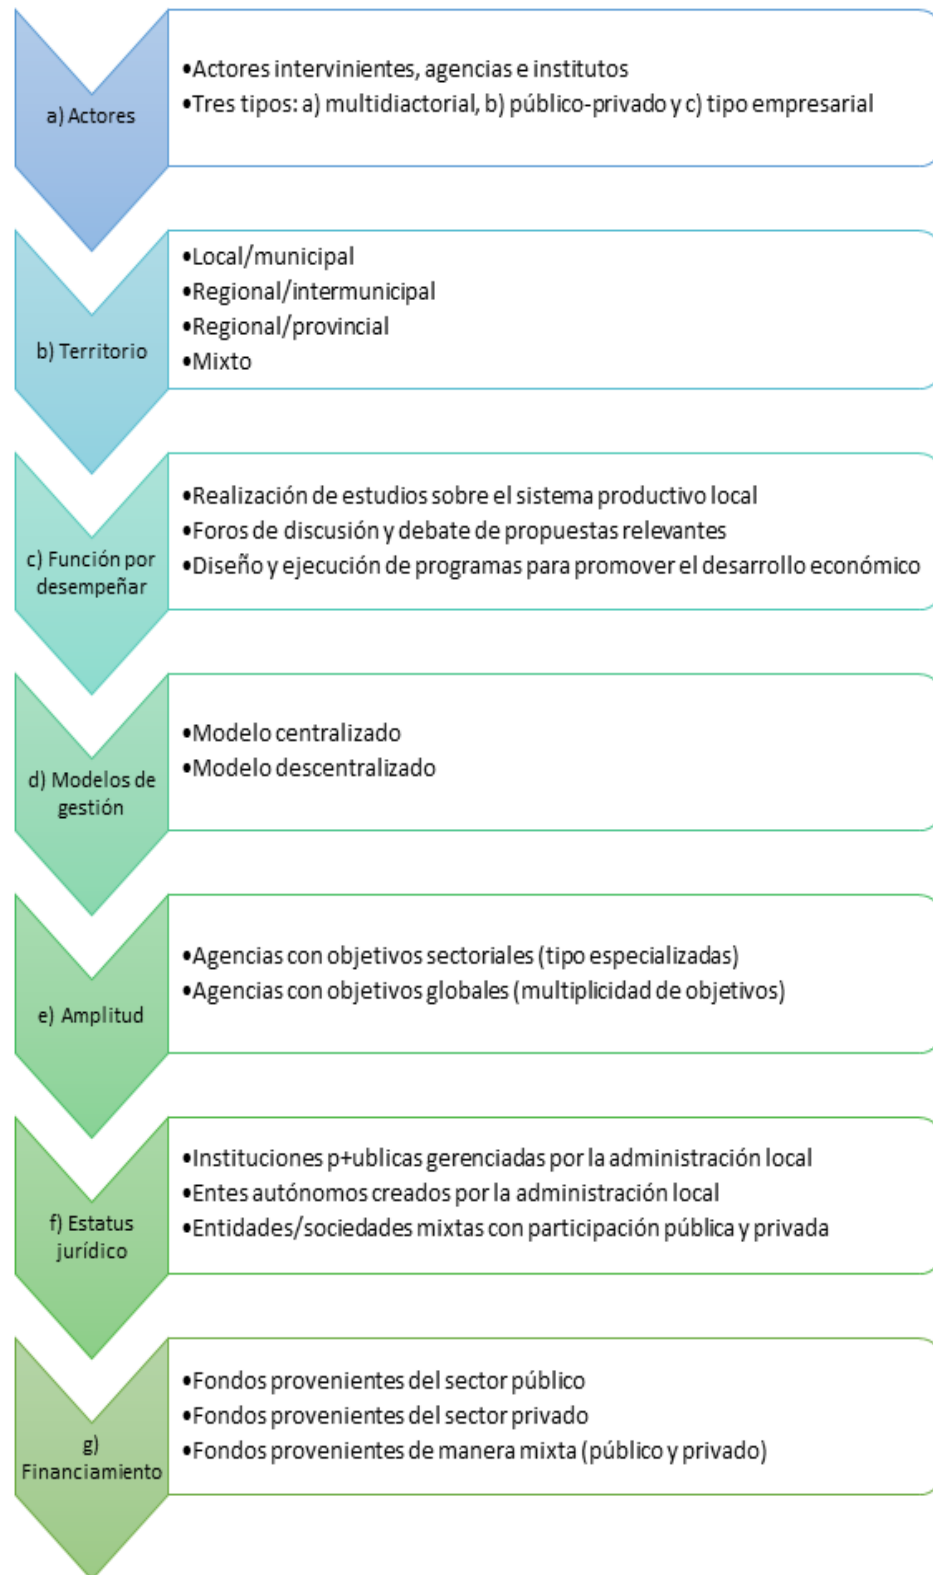 a) Actores
•Actores intervinientes, agencias e institutos
•Tres tipos: a) multidiactorial, b) público-privado y c) tipo empresarial
b) Territorio
•Local/municipal
•Regional/intermunicipal
•Regional/provincial
•Mixto
c) Función por
desempeñar
•Realización de estudios sobre el sistema productivo local
•Foros de discusión y debate de propuestas relevantes
•Diseño y ejecución de programas para promover el desarrollo económico
d) Modelos de
gestión
•Modelo centralizado
•Modelo descentralizado
e) Amplitud
•Agencias con objetivos sectoriales (tipo especializadas)
•Agencias con objetivos globales (multiplicidad de objetivos)
f) Estatus
jurídico
•Instituciones p+ublicas gerenciadas por la administración local
•Entes autónomos creados por la administración local
•Entidades/sociedades mixtas con participación pública y privada
g)
Financiamiento
•Fondos provenientes del sector público
•Fondos provenientes del sector privado
•Fondos provenientes de manera mixta (público y privado)